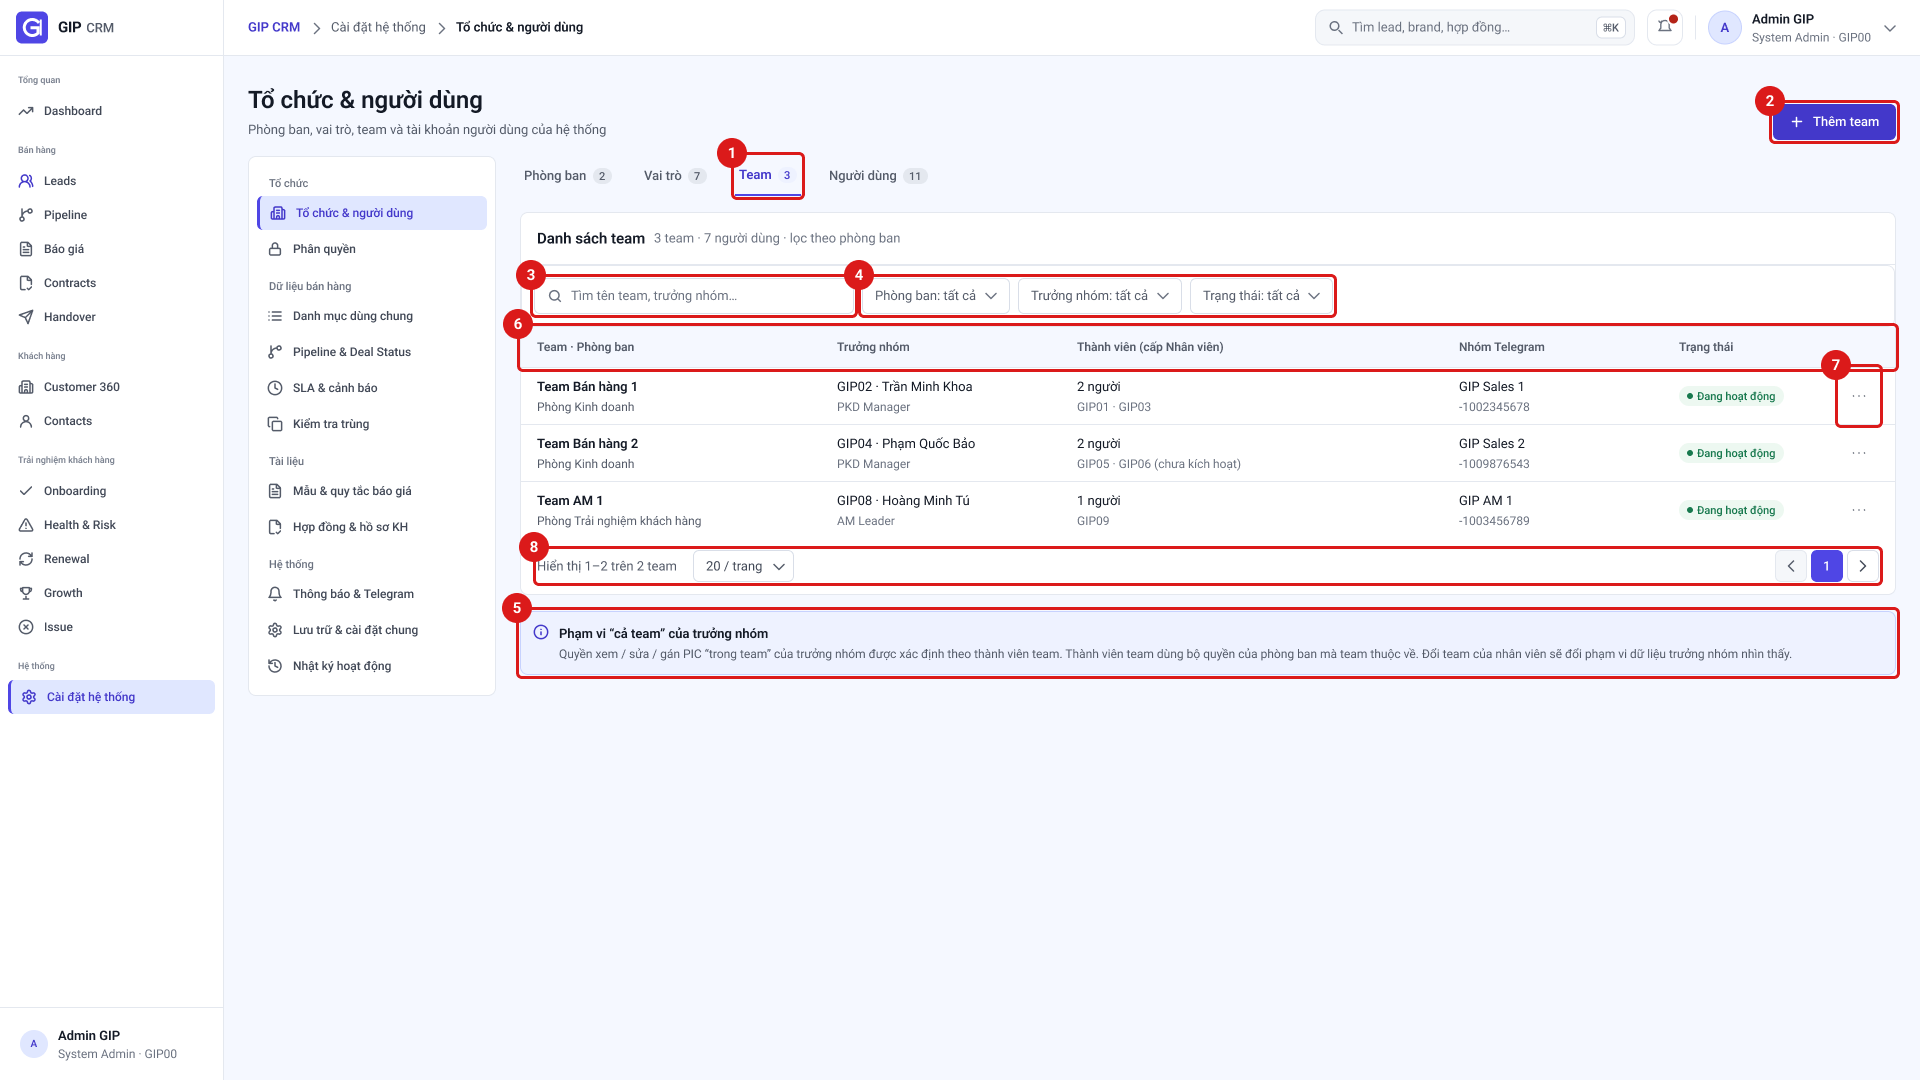 GIP CRM
Tổng quan
Dashboard
Bán hàng
Leads
Pipeline
Báo giá
Contracts
Handover
Khách hàng
Customer 360
Contacts
Trải nghiệm khách hàng
Onboarding
Health & Risk
Renewal
Growth
Issue
Hệ thống
Cài đặt hệ thống
A
Admin GIP
System Admin · GIP00
GIP CRM > Cài đặt hệ thống > Tổ chức & người dùng
Tìm lead, brand, hợp đồng...
⌘K
A
Admin GIP
System Admin · GIP00
Tổ chức & người dùng
Phòng ban, vai trò, team và tài khoản người dùng của hệ thống
2
+ Thêm team
Tổ chức
Tổ chức & người dùng
Phân quyền
Dữ liệu bán hàng
Danh mục dùng chung
Pipeline & Deal Status
SLA & cảnh báo
Kiểm tra trùng
Tài liệu
Mẫu & quy tắc báo giá
Hợp đồng & hồ sơ KH
Hệ thống
Thông báo & Telegram
Lưu trữ & cài đặt chung
Nhật ký hoạt động
1
Phòng ban 2 Vai trò 7 Team 3 Người dùng 11
Danh sách team 3 team · 7 người dùng · lọc theo phòng ban
3
Tìm tên team, trưởng nhóm...
4
Phòng ban: tất cả Trưởng nhóm: tất cả Trạng thái: tất cả
6
Team · Phòng ban Trưởng nhóm Thành viên (cấp Nhân viên) Nhóm Telegram Trạng thái
7
Team Bán hàng 1 GIP02 · Trần Minh Khoa 2 người GIP Sales 1 Đang hoạt động ...
Phòng Kinh doanh PKD Manager GIP01 · GIP03 -1002345678
Team Bán hàng 2 GIP04 · Phạm Quốc Bảo 2 người GIP Sales 2 Đang hoạt động ...
Phòng Kinh doanh PKD Manager GIP05 · GIP06 (chưa kích hoạt) -1009876543
Team AM 1 GIP08 · Hoàng Minh Tú 1 người GIP AM 1 Đang hoạt động ...
Phòng Trải nghiệm khách hàng AM Leader GIP09 -1003456789
8
Hiển thị 1–2 trên 2 team 20 / trang < 1 >
5
Phạm vi “cả team” của trưởng nhóm
Quyền xem / sửa / gán PIC “trong team” của trưởng nhóm được xác định theo thành viên team. Thành viên team dùng bộ quyền của phòng ban mà team thuộc về. Đổi team của nhân viên sẽ đổi phạm vi dữ liệu trưởng nhóm nhìn thấy.